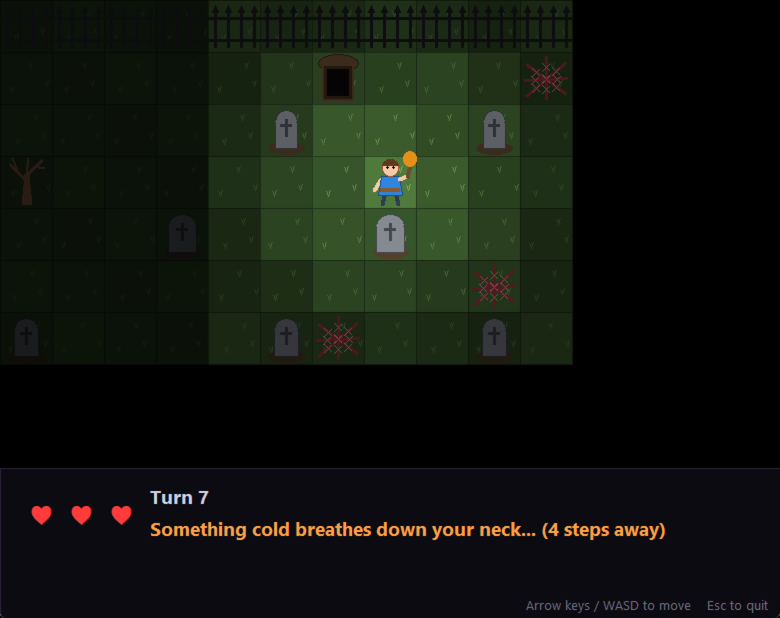 Turn 7
Something cold breathes down your neck... (4 steps away)
Arrow keys / WASD to move Esc to quit